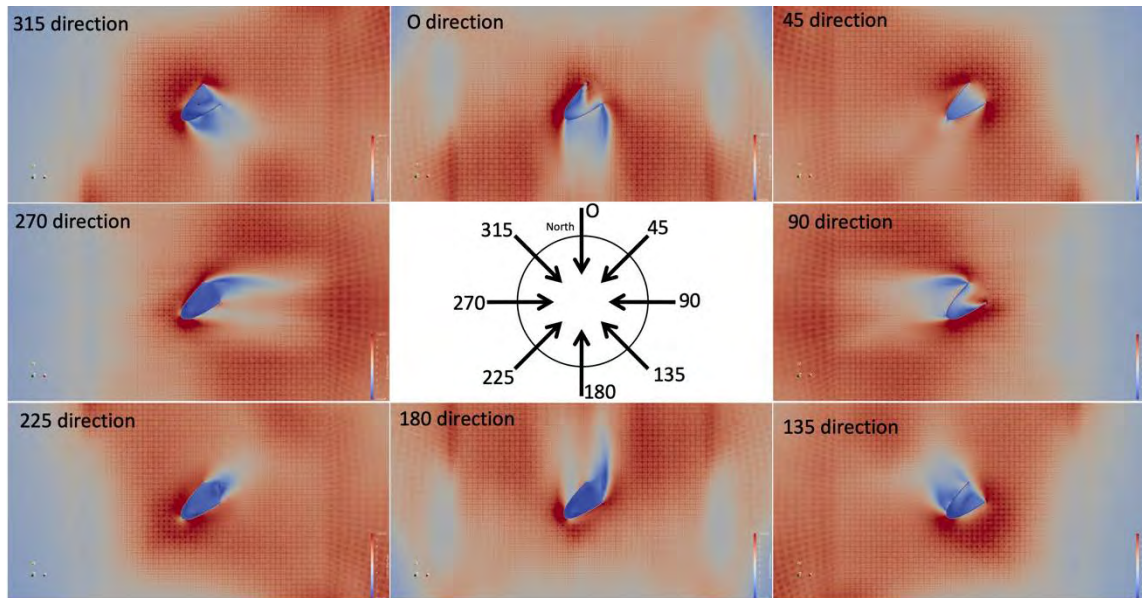 315 direction
O direction
45 direction
270 direction
O
North
315
45
270
90
225
135
180
90 direction
225 direction
180 direction
135 direction